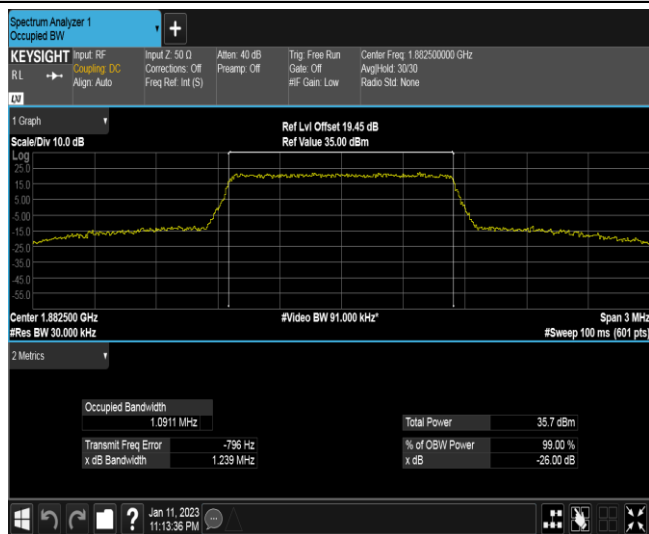 Spectrum Analyzer 1
Occupied BW
KEYSIGHT
RL
LXI
Input: RF
Coupling: DC
Align: Auto
Input Z: 50 Ω
Corrections: Off
Freq Ref: Int (S)
Atten: 40 dB
Preamp: Off
Trig: Free Run
Gate: Off
#IF Gain: Low
Center Freq: 1.882500000 GHz
Avg|Hold: 30/30
Radio Std: None
1 Graph
Scale/Div 10.0 dB
Ref Lvl Offset 19.45 dB
Ref Value 35.00 dBm
Log
25.0
15.0
5.00
-5.00
-15.0
-25.0
-35.0
-45.0
-55.0
Center 1.882500 GHz
#Video BW 91.000 kHz*
Span 3 MHz
#Res BW 30.000 kHz
#Sweep 100 ms (601 pts)
2 Metrics
Occupied Bandwidth
1.0911 MHz
Total Power 35.7 dBm
Transmit Freq Error -796 Hz
% of OBW Power 99.00 %
x dB Bandwidth 1.239 MHz
x dB -26.00 dB
?
Jan 11, 2023
11:13:36 PM